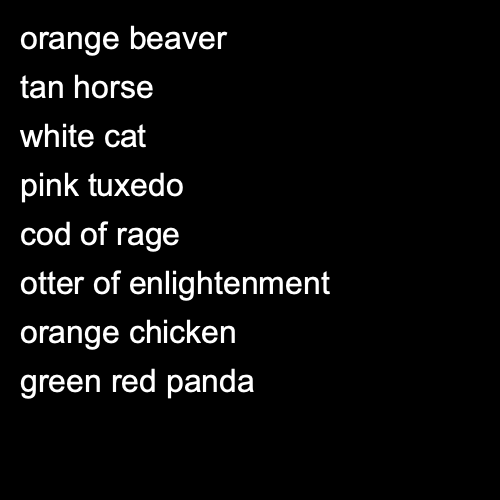 orange beaver
tan horse
white cat
pink tuxedo
cod of rage
otter of enlightenment
orange chicken
green red panda